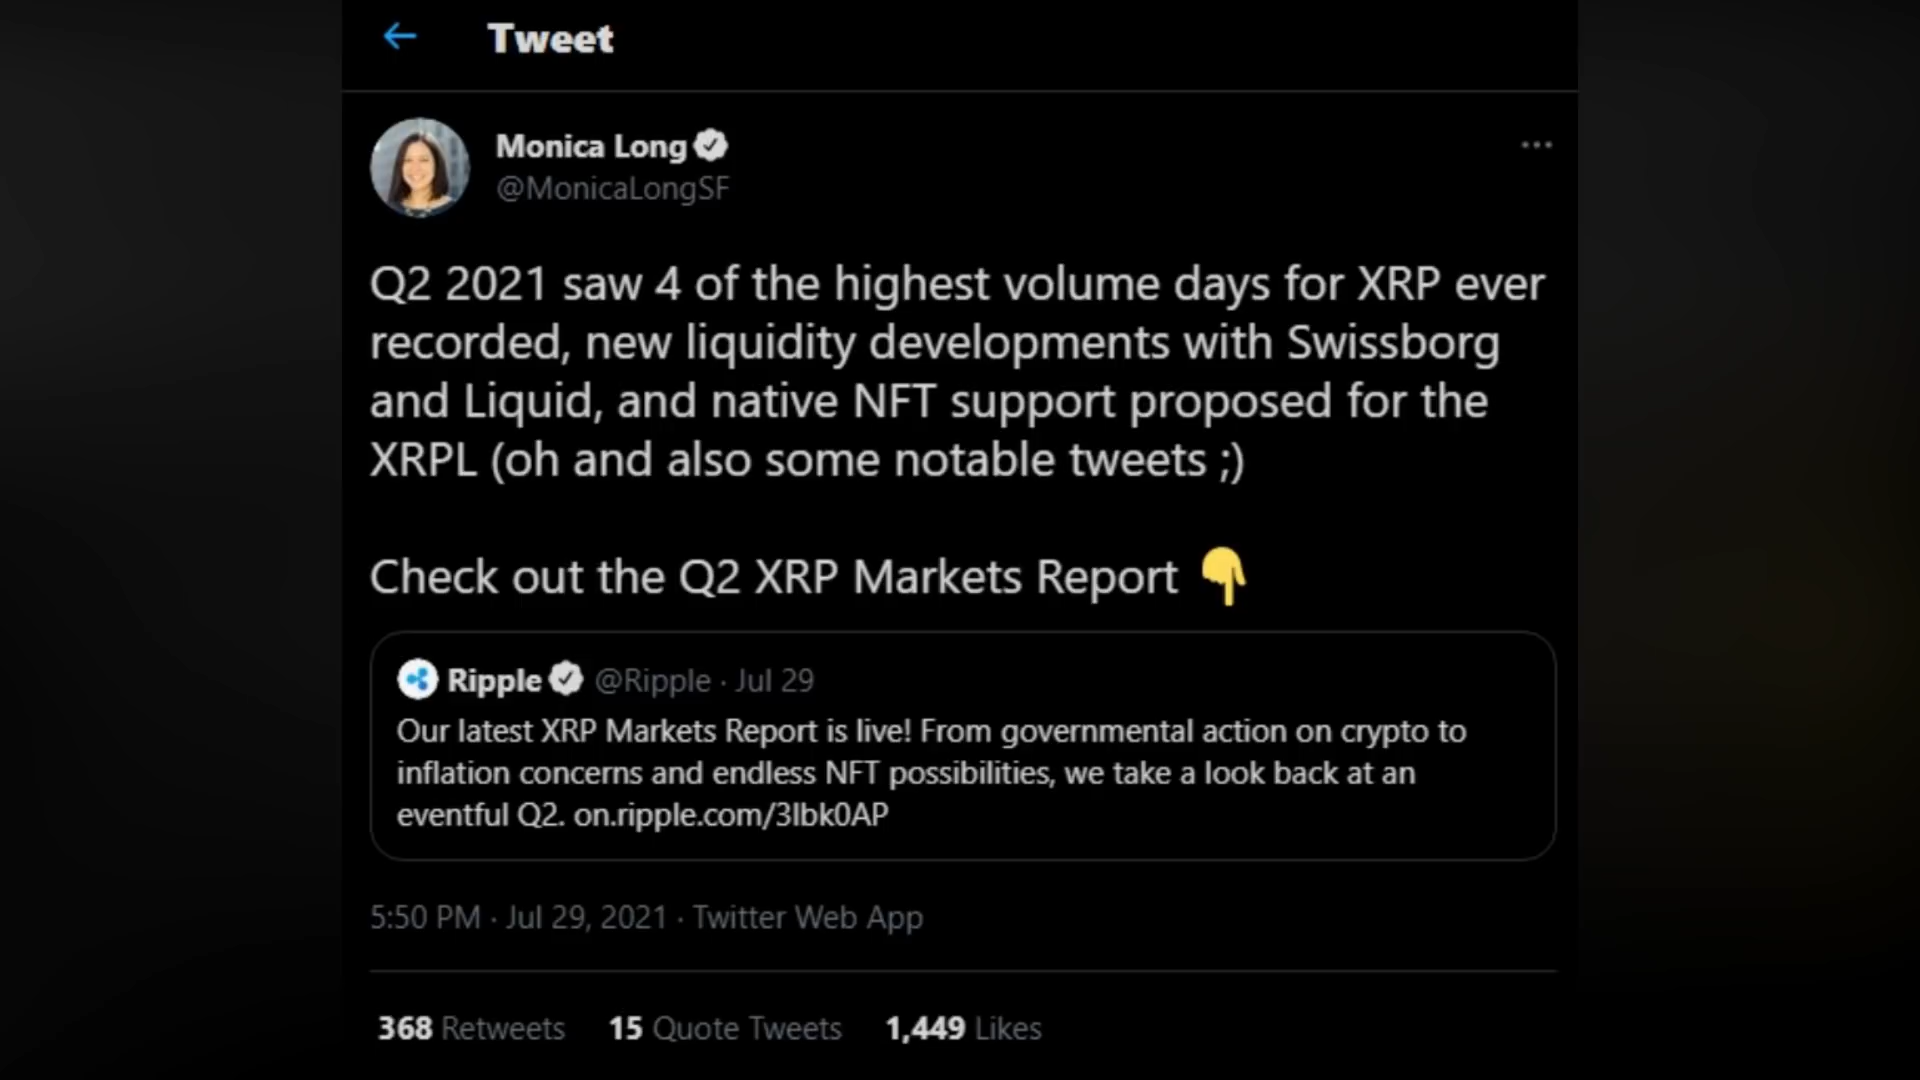 Tweet
Monica Long
@MonicaLongSF
Q2 2021 saw 4 of the highest volume days for XRP ever
recorded, new liquidity developments with Swissborg
and Liquid, and native NFT support proposed for the
XRPL (oh and also some notable tweets ;)
Check out the Q2 XRP Markets Report 👇
Ripple @Ripple · Jul 29
Our latest XRP Markets Report is live! From governmental action on crypto to
inflation concerns and endless NFT possibilities, we take a look back at an
eventful Q2. on.ripple.com/3lbk0AP
5:50 PM · Jul 29, 2021 · Twitter Web App
368 Retweets 15 Quote Tweets 1,449 Likes